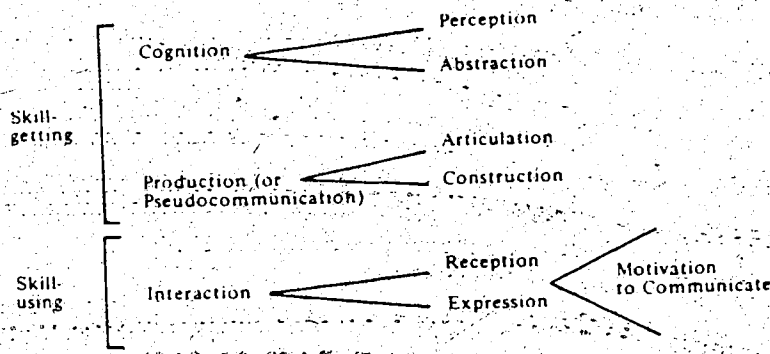 Perception
Cognition
Abstraction
Skill-
getting
Articulation
Production (or
Pseudocommunication)
Construction
Reception
Skill-
using
Interaction
Motivation
to Communicate
Expression